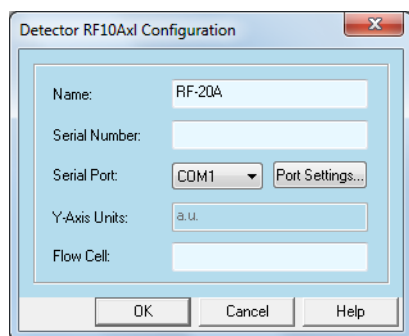 Detector RF10Axl Configuration
Name: RF-20A
Serial Number:
Serial Port: COM1 Port Settings...
Y-Axis Units: a.u.
Flow Cell:
OK Cancel Help